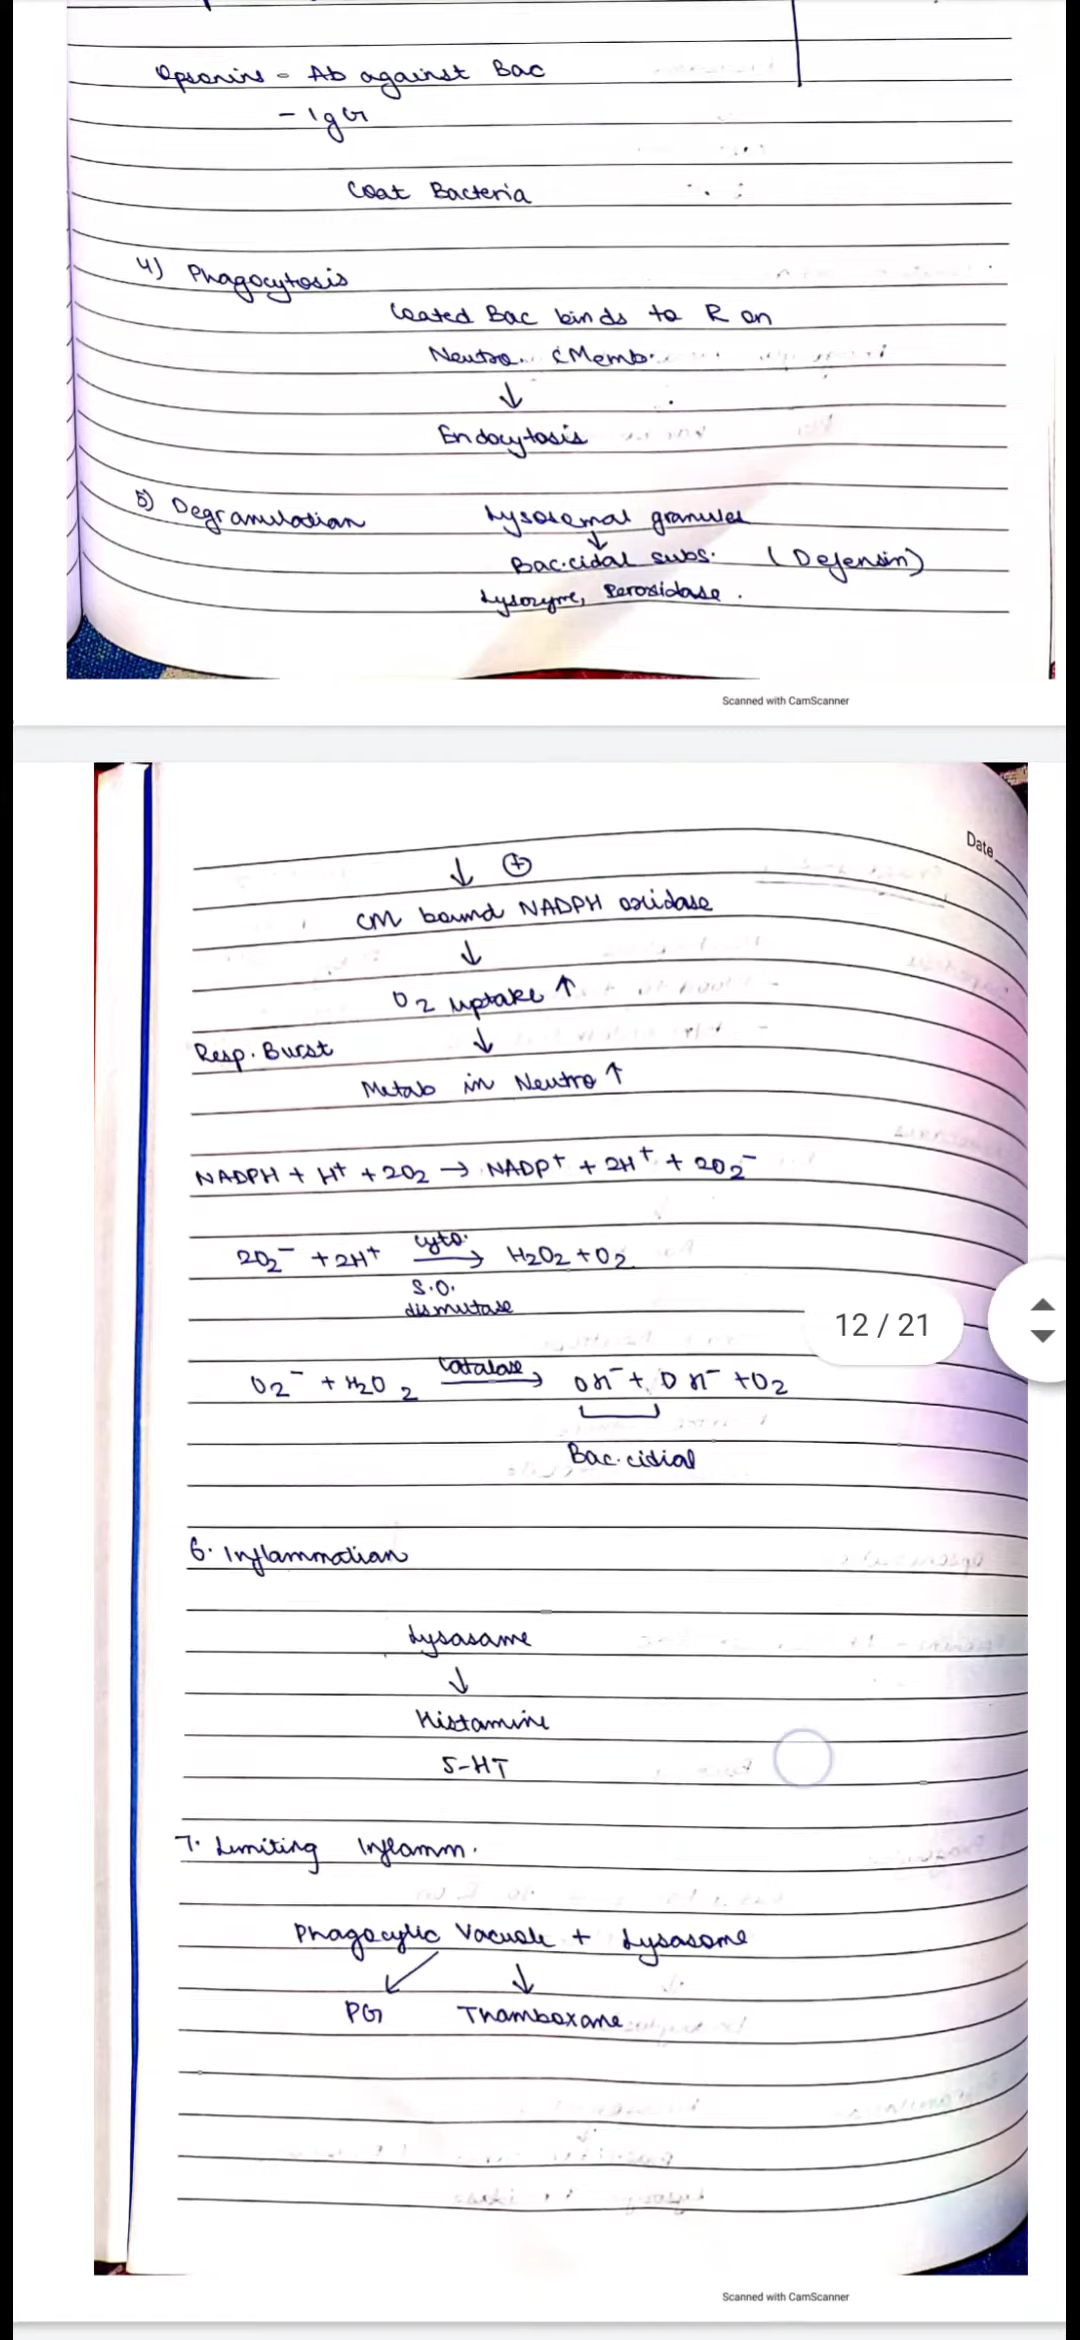 Opsonins - Ab against Bac
- IgG
Coat Bacteria
4) Phagocytosis
Coated Bac binds to R on
Neutro. CMemb.
↓
Endocytosis
5) Degranulation Lysosomal granules
↓
Bac.cidal subs. (Defensin)
Lysozyme, Peroxidase.
Scanned with CamScanner
Date
↓ ⊕
CM bound NADPH oxidase
↓
O2 uptake ↑
Resp. Burst ↓
Metab in Neutro ↑
NADPH + H+ + 2O2 → NADP+ + 2H+ + 2O2-
2O2- + 2H+ cyto. → H2O2 + O2
S.O.
dismutase
12 / 21
O2- + H2O2 Catalase → OH- + OH- + O2
Bac.cidial
6. Inflammation
Lysosome
↓
Histamine
5-HT
7. Limiting Inflamm.
Phagocytic Vacuole + Lysosome
↙ ↓
PG Thomboxane
Scanned with CamScanner